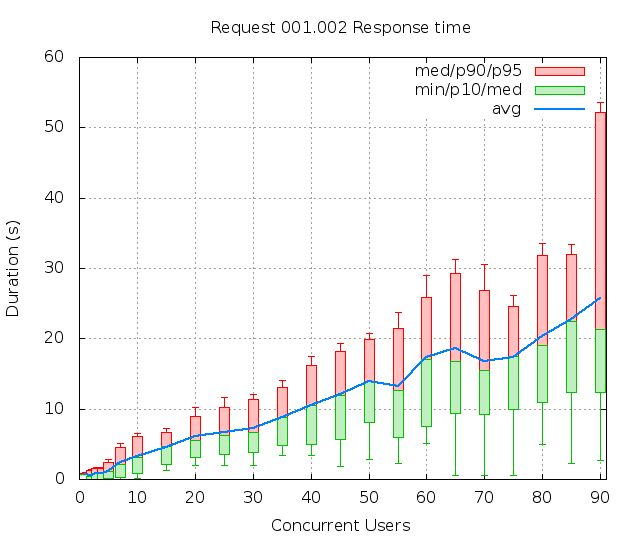 Request 001.002 Response time
med/p90/p95
min/p10/med
avg
60
50
40
30
20
10
0
Duration (s)
0 10 20 30 40 50 60 70 80 90
Concurrent Users